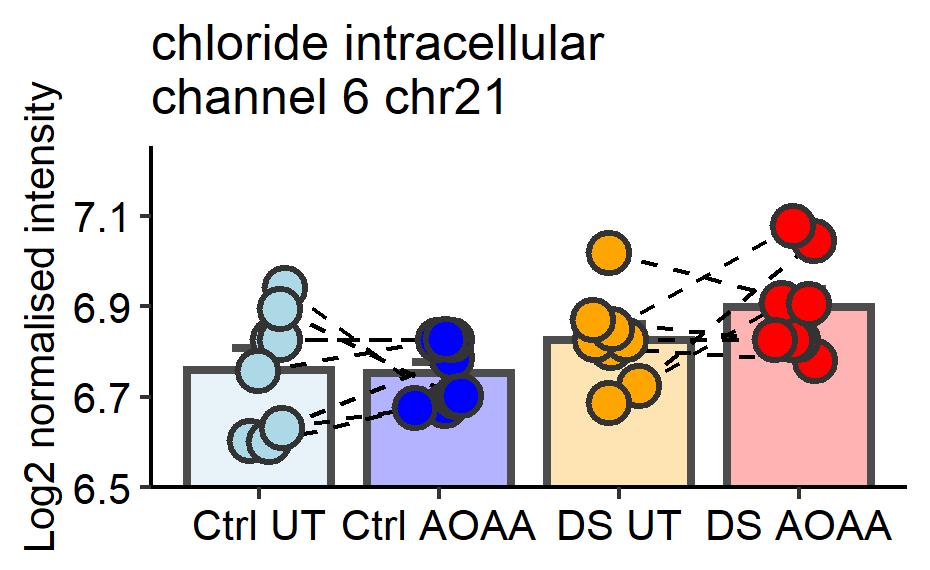 chloride intracellular
channel 6 chr21
Log2 normalised intensity
7.1
6.9
6.7
6.5
Ctrl UT
Ctrl AOAA
DS UT
DS AOAA